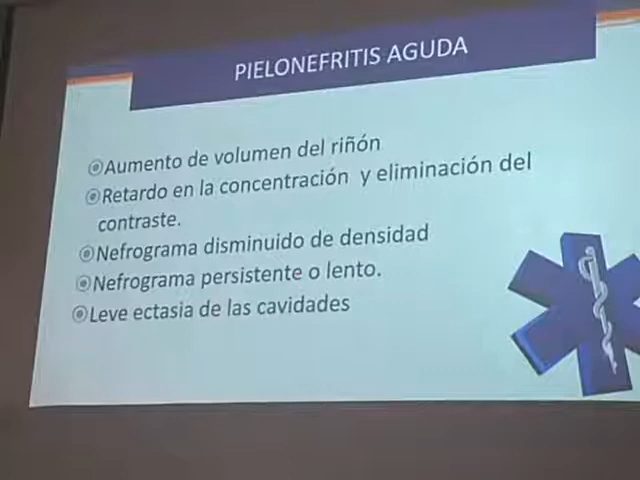 PIELONEFRITIS AGUDA
Aumento de volumen del riñón
Retardo en la concentración y eliminación del
contraste.
Nefrograma disminuido de densidad
Nefrograma persistente o lento.
Leve ectasia de las cavidades